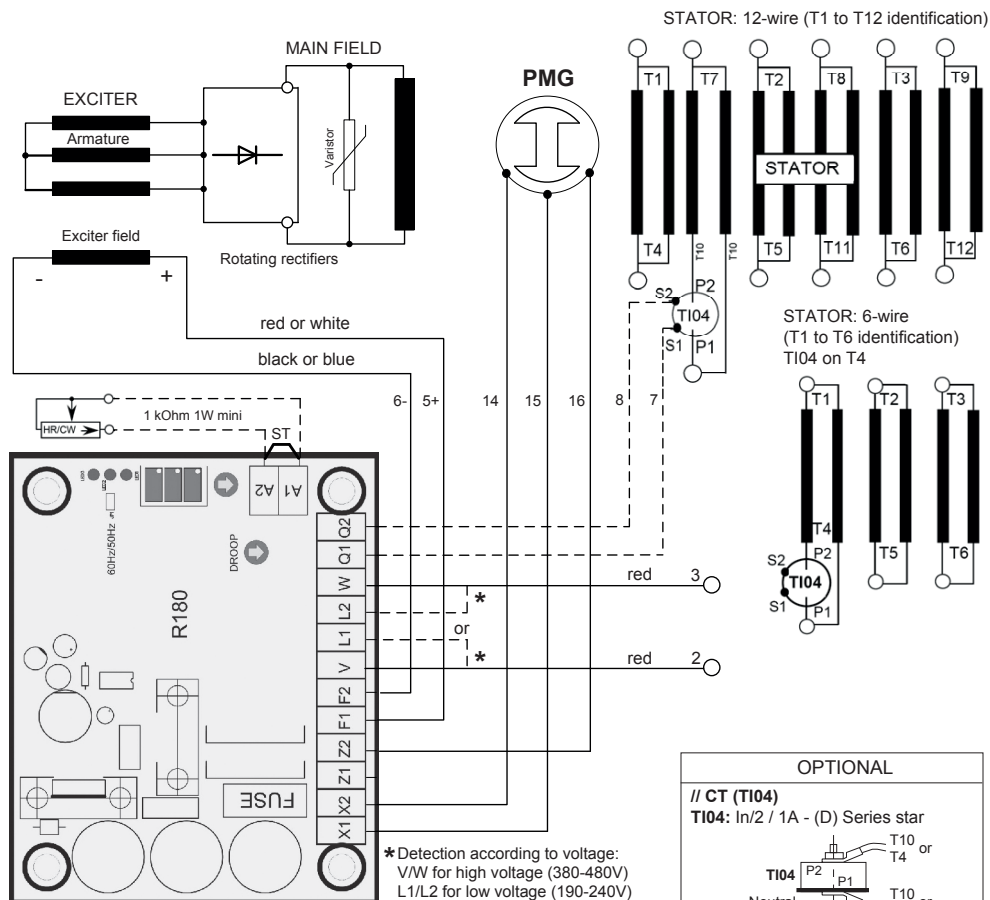 STATOR: 12-wire (T1 to T12 identification)
MAIN FIELD
PMG
T1
T7
T2
T8
T3
T9
EXCITER
Armature
Varistor
STATOR
T4
T10
T10
T5
T11
T6
T12
Exciter field
-
+
Rotating rectifiers
S2
P2
TI04
S1
P1
STATOR: 6-wire
(T1 to T6 identification)
TI04 on T4
red or white
black or blue
6-
5+
14
15
16
8
7
T1
T2
T3
1 kOhm 1W mini
HR/CW
ST
A2
A1
60Hz/50Hz
DROOP
R180
Q2
Q1
W
L2
L1
V
F2
F1
Z2
Z1
X2
X1
FUSE
T4
P2
T5
T6
S2
TI04
S1
P1
red
3
*
or
*
red
2
* Detection according to voltage:
V/W for high voltage (380-480V)
L1/L2 for low voltage (190-240V)
OPTIONAL
// CT (TI04)
TI04: In/2 / 1A - (D) Series star
T10 or
T4
TI04
P2
P1
Neutral
T10 or